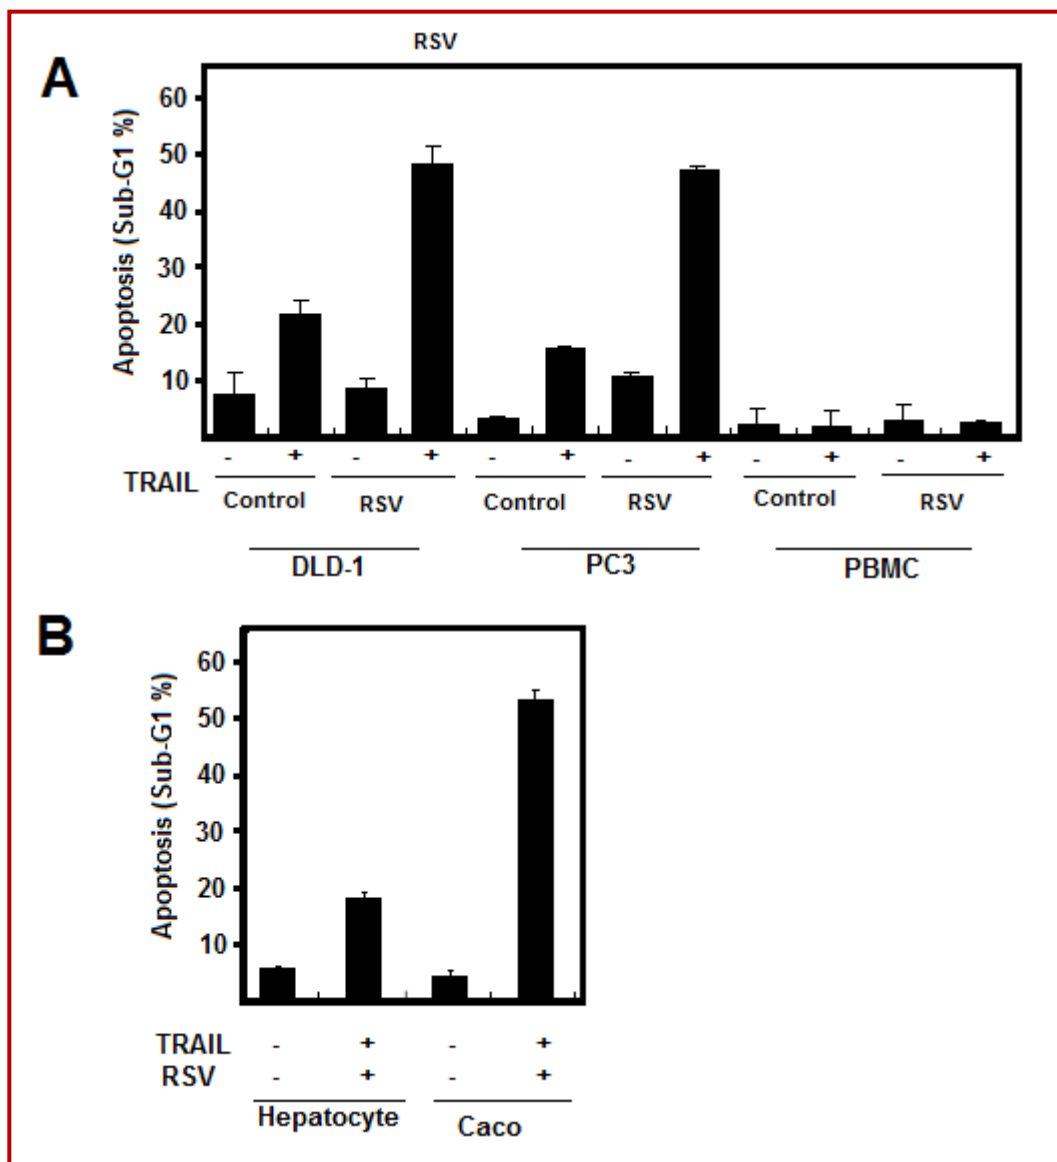 RSV
A
Apoptosis (Sub-G1 %)
60
50
40
30
20
10
- + - + - + - + - + - +
TRAIL
Control RSV Control RSV Control RSV
DLD-1 PC3 PBMC
B
Apoptosis (Sub-G1 %)
60
50
40
30
20
10
TRAIL - + - +
RSV - + - +
Hepatocyte Caco